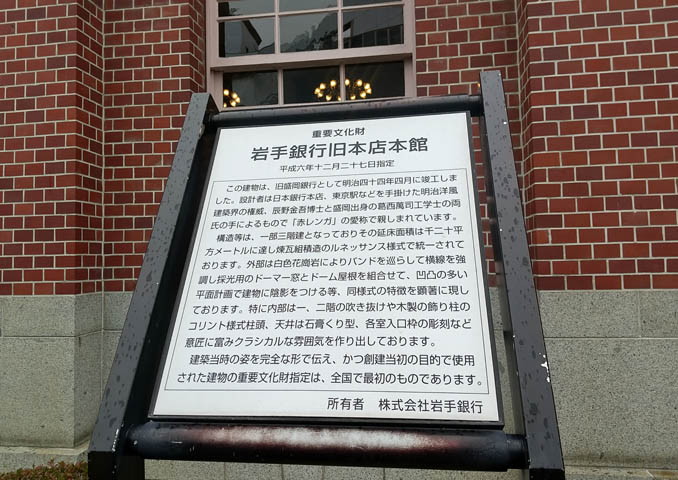 重要文化財
岩手銀行旧本店本館
平成六年十二月二十七日指定
この建物は、旧盛岡銀行として明治四十四年四月に竣工しま
した。設計者は日本銀行本店、東京駅などを手掛けた明治洋風
建築界の権威、辰野金吾博士と盛岡出身の葛西萬司工学士の両
氏の手によるもので「赤レンガ」の愛称で親しまれています。
構造等は、一部三階建となっておりその延床面積は千二十平
方メートルに達し煉瓦組積造のルネッサンス様式で統一されて
おります。外部は白色花崗岩によりバンドを巡らして横線を強
調し採光用のドーマー窓とドーム屋根を組合せて、凹凸の多い
平面計画で建物に陰影をつける等、同様式の特徴を顕著に現し
ております。特に内部は一、二階の吹き抜けや木製の飾り柱の
コリント様式柱頭、天井は石膏くり型、各室入口枠の彫刻など
意匠に富みクラシカルな雰囲気を作り出しております。
建築当時の姿を完全な形で伝え、かつ創建当初の目的で使用
された建物の重要文化財指定は、全国で最初のものであります。
所有者 株式会社岩手銀行